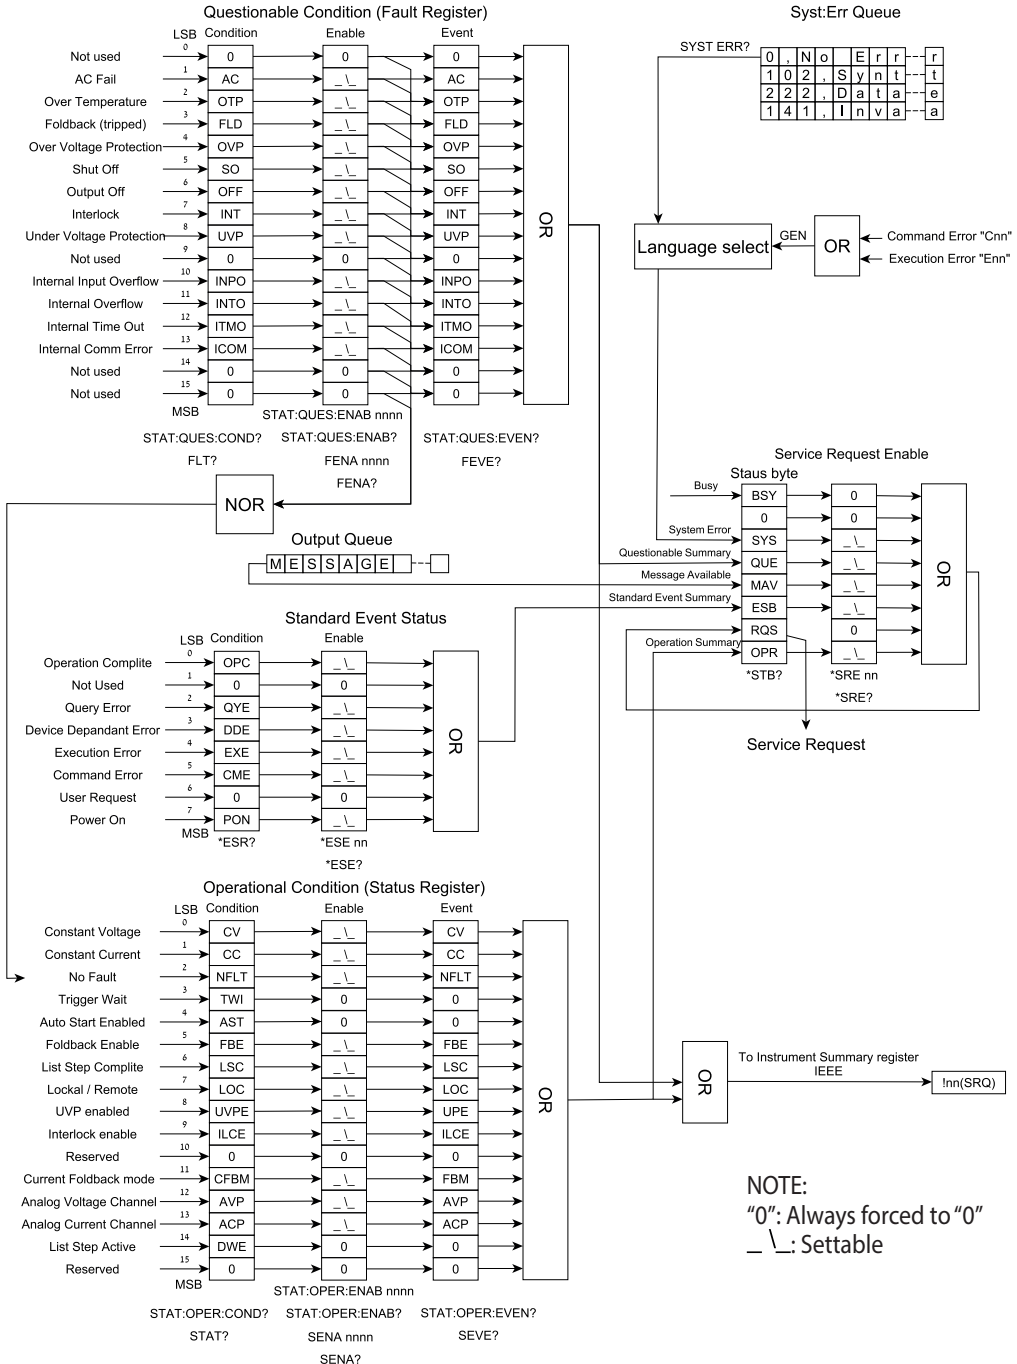 Questionable Condition (Fault Register)
LSB Condition Enable Event
Not used 0 0 0 0
AC Fail 1 AC _\_ AC
Over Temperature 2 OTP _\_ OTP
Foldback (tripped) 3 FLD _\_ FLD
Over Voltage Protection 4 OVP _\_ OVP
Shut Off 5 SO _\_ SO
Output Off 6 OFF _\_ OFF
Interlock 7 INT _\_ INT
Under Voltage Protection 8 UVP _\_ UVP
Not used 9 0 0 0
Internal Input Overflow 10 INPO _\_ INPO
Internal Overflow 11 INTO _\_ INTO
Internal Time Out 12 ITMO _\_ ITMO
Internal Comm Error 13 ICOM _\_ ICOM
Not used 14 0 0 0
Not used 15 0 0 0
MSB
OR
STAT:QUES:ENAB nnnn
STAT:QUES:COND? STAT:QUES:ENAB? STAT:QUES:EVEN?
FLT? FENA nnnn FEVE?
FENA?
NOR
Syst:Err Queue
SYST ERR?
0 , N o E r r --- r
1 0 2 , S y n t --- t
2 2 2 , D a t a --- e
1 4 1 , I n v a --- a
Language select
GEN
OR
Command Error "Cnn"
Execution Error "Enn"
Output Queue
M E S S A G E ---
Service Request Enable
Staus byte
Busy BSY 0
0 0
System Error SYS _\_
Questionable Summary QUE _\_
Message Available MAV _\_
Standard Event Summary ESB _\_
RQS 0
Operation Summary OPR _\_
OR
*STB? *SRE nn
*SRE?
Service Request
Standard Event Status
LSB Condition Enable
Operation Complite 0 OPC _\_
Not Used 1 0 0
Query Error 2 QYE _\_
Device Dependant Error 3 DDE _\_
Execution Error 4 EXE _\_
Command Error 5 CME _\_
User Request 6 0 0
Power On 7 PON _\_
MSB
OR
*ESR? *ESE nn
*ESE?
Operational Condition (Status Register)
LSB Condition Enable Event
Constant Voltage 0 CV _\_ CV
Constant Current 1 CC _\_ CC
No Fault 2 NFLT _\_ NFLT
Trigger Wait 3 TWI 0 0
Auto Start Enabled 4 AST 0 0
Foldback Enable 5 FBE _\_ FBE
List Step Complite 6 LSC _\_ LSC
Lockal / Remote 7 LOC _\_ LOC
UVP enabled 8 UVPE _\_ UPE
Interlock enable 9 ILCE _\_ ILCE
Reserved 10 0 0 0
Current Foldback mode 11 CFBM _\_ FBM
Analog Voltage Channel 12 AVP _\_ AVP
Analog Current Channel 13 ACP _\_ ACP
List Step Active 14 DWE 0 0
Reserved 15 0 0 0
MSB
OR
STAT:OPER:ENAB nnnn
STAT:OPER:COND? STAT:OPER:ENAB? STAT:OPER:EVEN?
STAT? SENA nnnn SEVE?
SENA?
OR
To Instrument Summary register
IEEE
!nn(SRQ)
NOTE:
“0”: Always forced to “0”
_\_: Settable